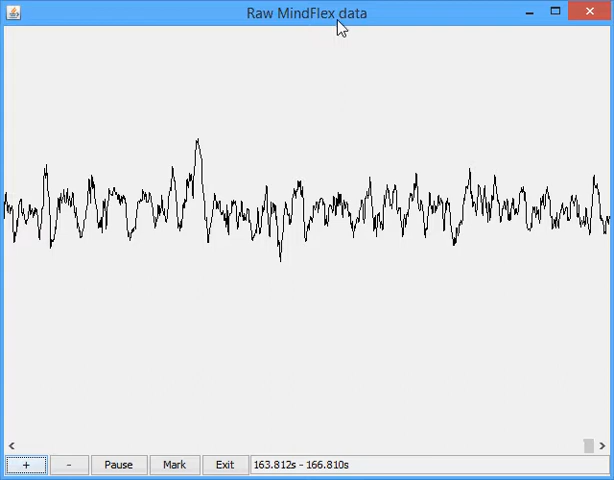 Raw MindFlex data
+ - Pause Mark Exit 163.812s - 166.810s